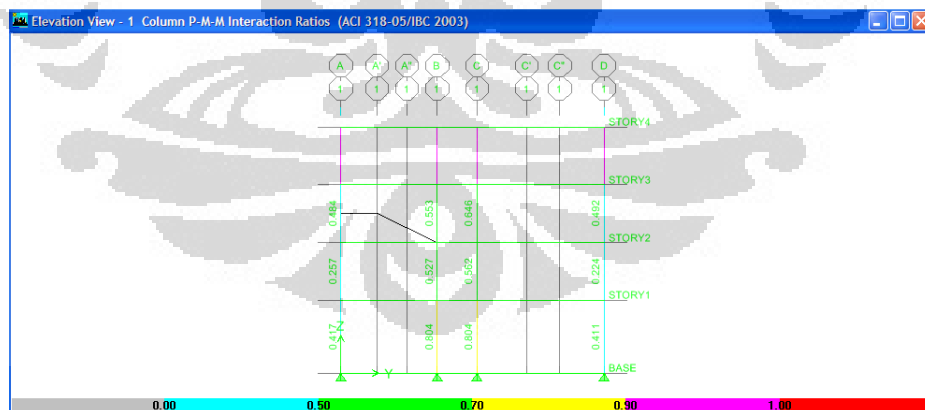 Elevation View - 1 Column P-M-M Interaction Ratios (ACI 318-05/IBC 2003)
A A' A" B C C' C" D
1 1 1 1 1 1 1 1
STORY4
STORY3
0.484 0.553 0.646 0.492
STORY2
0.257 0.527 0.562 0.224
STORY1
0.417 0.804 0.804 0.411
Z
Y
BASE
0.00 0.50 0.70 0.90 1.00